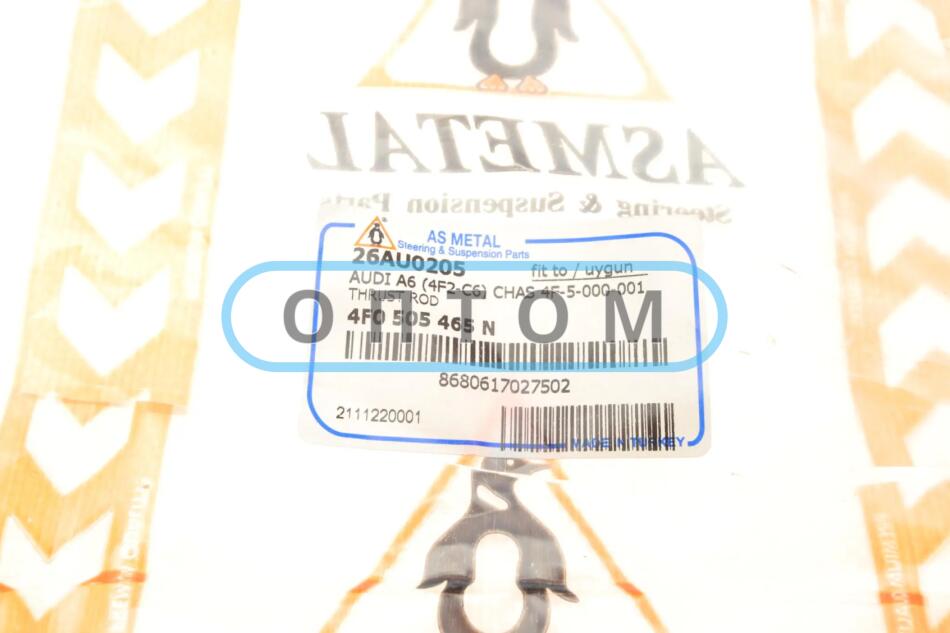 ASMETAL
Steering & Suspension Parts
AS METAL
Steering & Suspension Parts
26AU0205
fit to / uygun
AUDI A6 (4F2-C6) CHAS 4F-5-000-001
THRUST ROD
ОПТОМ
4F0 505 465 N
8680617027502
2111220001
MADE IN TURKEY